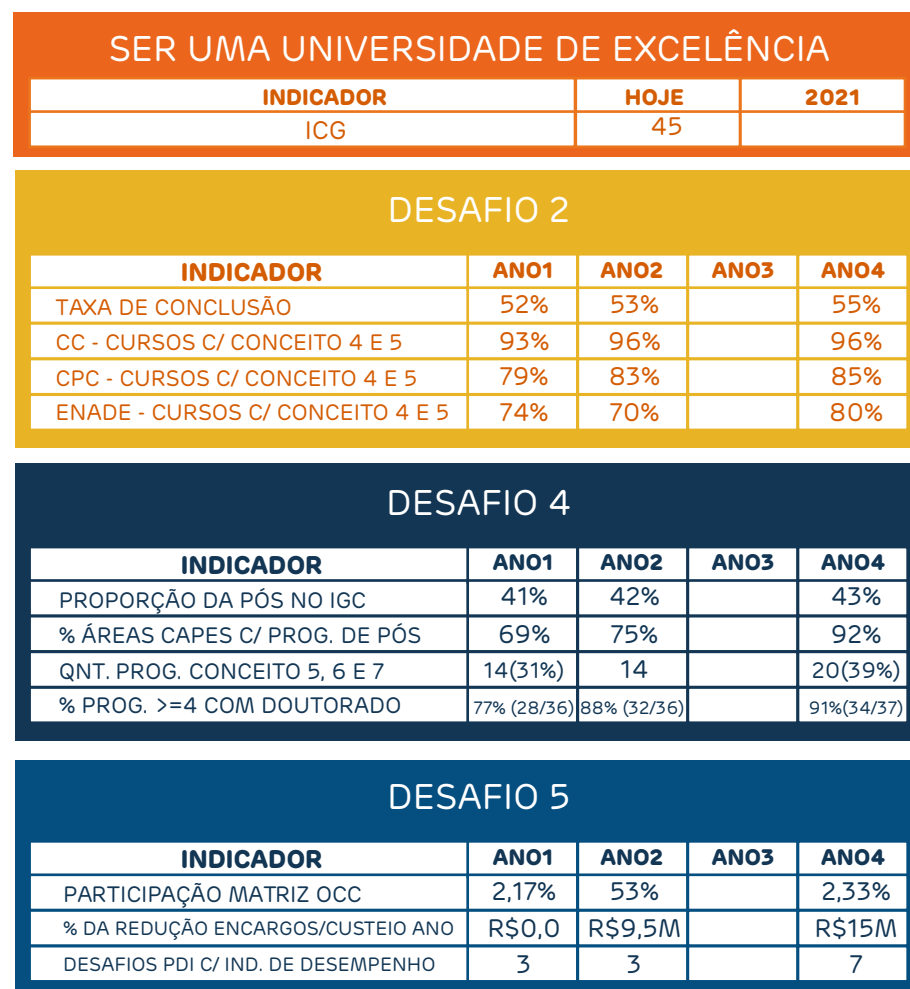 SER UMA UNIVERSIDADE DE EXCELÊNCIA
INDICADOR HOJE 2021
ICG 45
DESAFIO 2
INDICADOR ANO1 ANO2 ANO3 ANO4
TAXA DE CONCLUSÃO 52% 53% 55%
CC - CURSOS C/ CONCEITO 4 E 5 93% 96% 96%
CPC - CURSOS C/ CONCEITO 4 E 5 79% 83% 85%
ENADE - CURSOS C/ CONCEITO 4 E 5 74% 70% 80%
DESAFIO 4
INDICADOR ANO1 ANO2 ANO3 ANO4
PROPORÇÃO DA PÓS NO IGC 41% 42% 43%
% ÁREAS CAPES C/ PROG. DE PÓS 69% 75% 92%
QNT. PROG. CONCEITO 5, 6 E 7 14(31%) 14 20(39%)
% PROG. >=4 COM DOUTORADO 77% (28/36) 88% (32/36) 91%(34/37)
DESAFIO 5
INDICADOR ANO1 ANO2 ANO3 ANO4
PARTICIPAÇÃO MATRIZ OCC 2,17% 53% 2,33%
% DA REDUÇÃO ENCARGOS/CUSTEIO ANO R$0,0 R$9,5M R$15M
DESAFIOS PDI C/ IND. DE DESEMPENHO 3 3 7